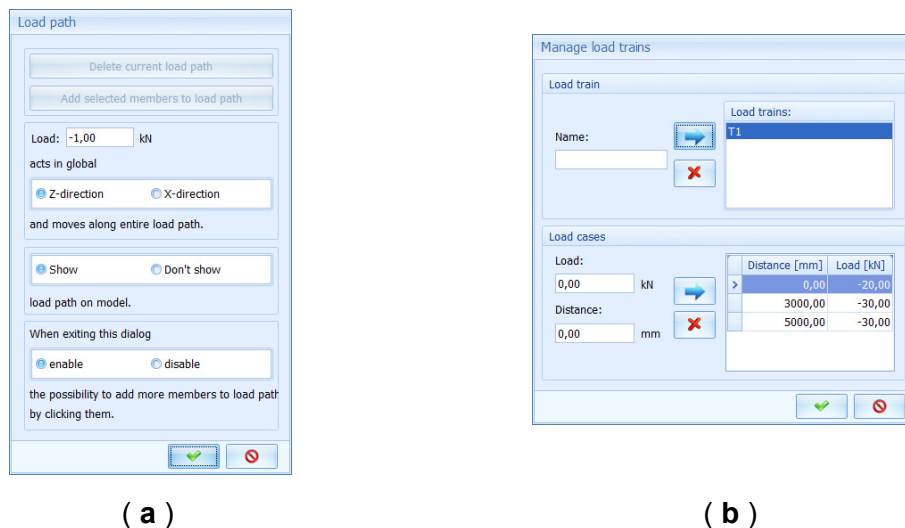 Load path
Delete current load path
Add selected members to load path
Load: -1,00 kN
acts in global
Z-direction X-direction
and moves along entire load path.
Show Don't show
load path on model.
When exiting this dialog
enable disable
the possibility to add more members to load path
by clicking them.
( a )
Manage load trains
Load train
Name:
Load trains:
T1
Load cases
Load:
0,00 kN
Distance:
0,00 mm
Distance [mm] Load [kN]
0,00 -20,00
3000,00 -30,00
5000,00 -30,00
( b )